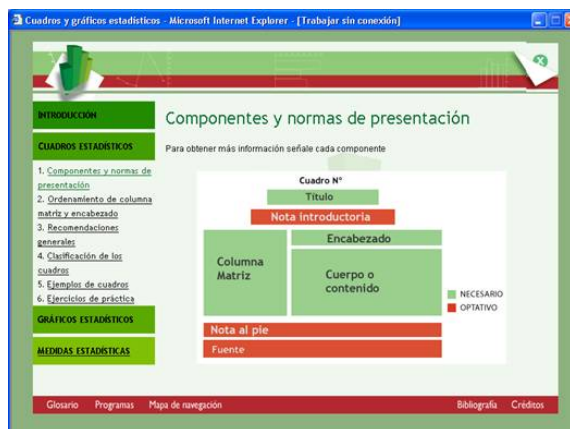 Cuadros y gráficos estadísticos - Microsoft Internet Explorer - [Trabajar sin conexión]
INTRODUCCIÓN
CUADROS ESTADÍSTICOS
1. Componentes y normas de
presentación
2. Ordenamiento de columna
matriz y encabezado
3. Recomendaciones
generales
4. Clasificación de los
cuadros
5. Ejemplos de cuadros
6. Ejercicios de práctica
GRÁFICOS ESTADÍSTICOS
MEDIDAS ESTADÍSTICAS
Componentes y normas de presentación
Para obtener más información señale cada componente
Cuadro N°
Título
Nota introductoria
Encabezado
Columna
Matriz
Cuerpo o
contenido
NECESARIO
OPTATIVO
Nota al pie
Fuente
Glosario Programas Mapa de navegación Bibliografía Créditos